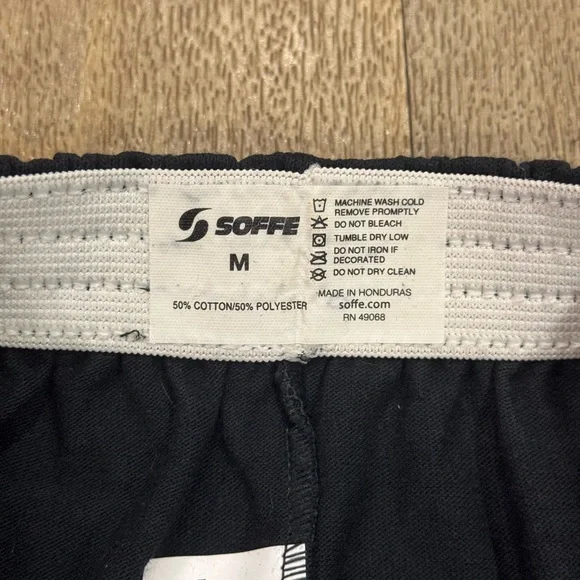 SOFFE
M
50% COTTON/50% POLYESTER
MACHINE WASH COLD
REMOVE PROMPTLY
DO NOT BLEACH
TUMBLE DRY LOW
DO NOT IRON IF
DECORATED
DO NOT DRY CLEAN
MADE IN HONDURAS
soffe.com
RN 49068